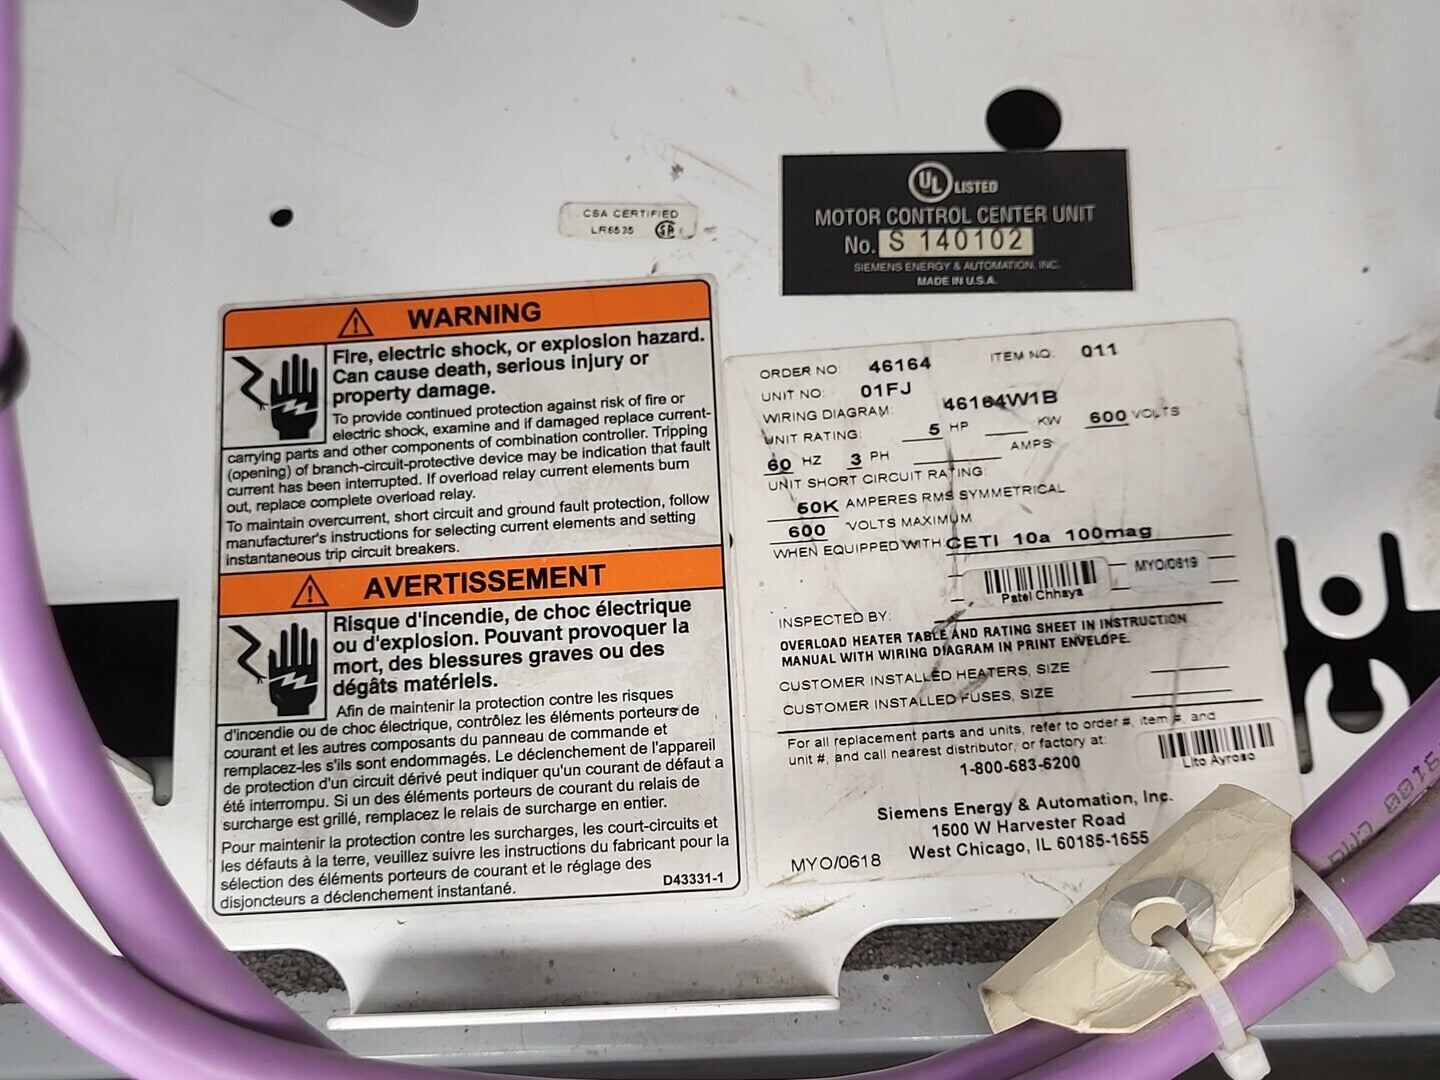 UL LISTED
MOTOR CONTROL CENTER UNIT
No. S 140102
SIEMENS ENERGY & AUTOMATION, INC.
MADE IN U.S.A.
CSA CERTIFIED
LR6535
WARNING
Fire, electric shock, or explosion hazard.
Can cause death, serious injury or
property damage.
To provide continued protection against risk of fire or
electric shock, examine and if damaged replace current-
carrying parts and other components of combination controller. Tripping
(opening) of branch-circuit-protective device may be indication that fault
current has been interrupted. If overload relay current elements burn
out, replace complete overload relay.
To maintain overcurrent, short circuit and ground fault protection, follow
manufacturer's instructions for selecting current elements and setting
instantaneous trip circuit breakers.
AVERTISSEMENT
Risque d'incendie, de choc électrique
ou d'explosion. Pouvant provoquer la
mort, des blessures graves ou des
dégâts matériels.
Afin de maintenir la protection contre les risques
d'incendie ou de choc électrique, contrôlez les éléments porteurs de
courant et les autres composants du panneau de commande et
remplacez-les s'ils sont endommagés. Le déclenchement de l'appareil
de protection d'un circuit dérivé peut indiquer qu'un courant de défaut a
été interrompu. Si un des éléments porteurs de courant du relais de
surcharge est grillé, remplacez le relais de surcharge en entier.
Pour maintenir la protection contre les surcharges, les court-circuits et
les défauts à la terre, veuillez suivre les instructions du fabricant pour la
sélection des éléments porteurs de courant et le réglage des
disjoncteurs a déclenchement instantané.
D43331-1
ORDER NO: 46164 ITEM NO: 011
UNIT NO: 01FJ
WIRING DIAGRAM: 46164W1B
UNIT RATING: 5 HP KW 600 VOLTS
60 HZ 3 PH AMPS
UNIT SHORT CIRCUIT RATING:
50K AMPERES RMS SYMMETRICAL
600 VOLTS MAXIMUM
WHEN EQUIPPED WITH CETI 10a 100mag
MYO/0619
Patel Chhaya
INSPECTED BY:
OVERLOAD HEATER TABLE AND RATING SHEET IN INSTRUCTION
MANUAL WITH WIRING DIAGRAM IN PRINT ENVELOPE.
CUSTOMER INSTALLED HEATERS, SIZE
CUSTOMER INSTALLED FUSES, SIZE
For all replacement parts and units, refer to order #, item #, and
unit #, and call nearest distributor, or factory at:
1-800-683-6200
Lito Ayroso
Siemens Energy & Automation, Inc.
1500 W Harvester Road
West Chicago, IL 60185-1655
MYO/0618